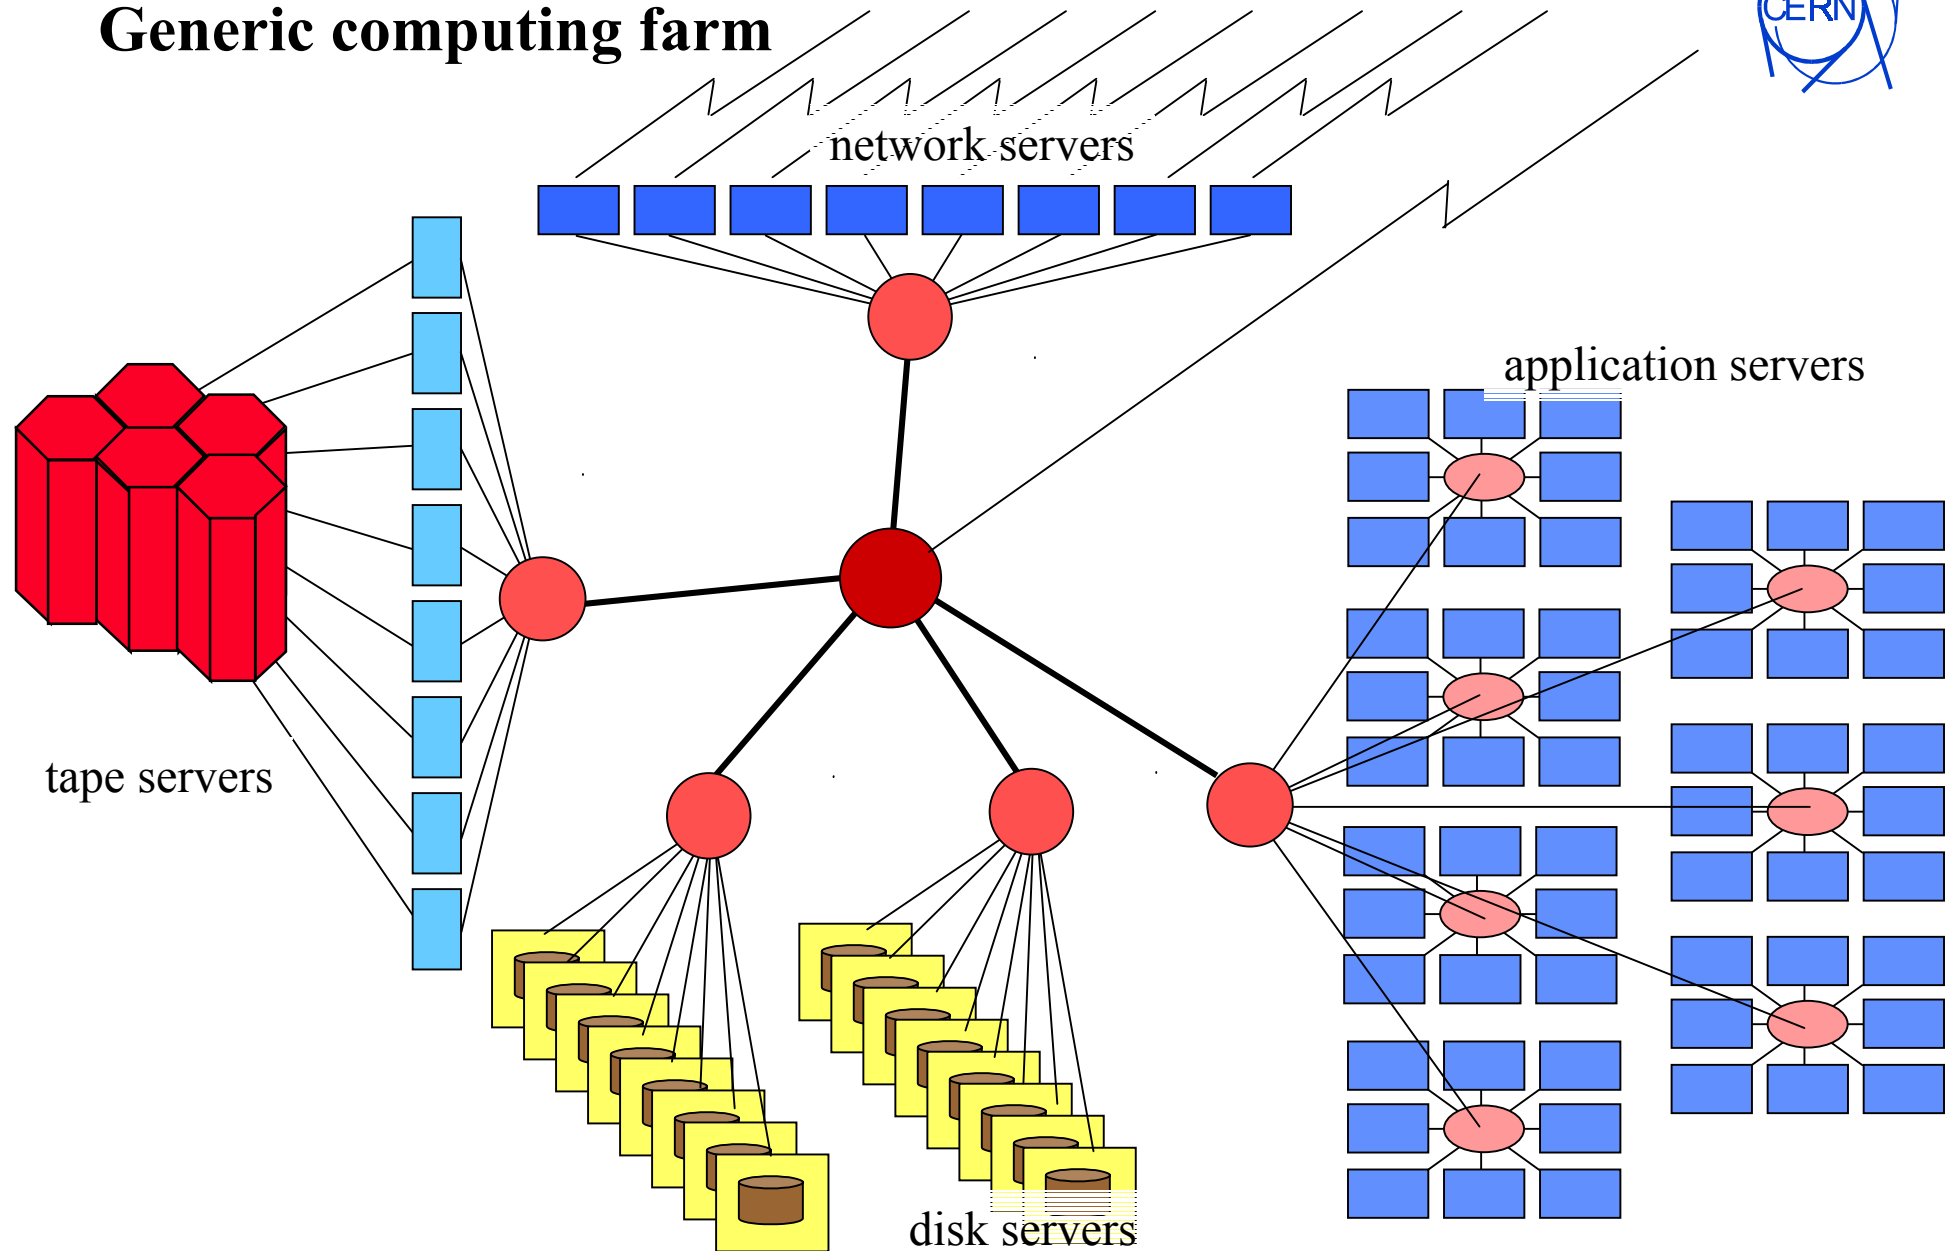 Generic computing farm
CERN
network servers
application servers
tape servers
disk servers